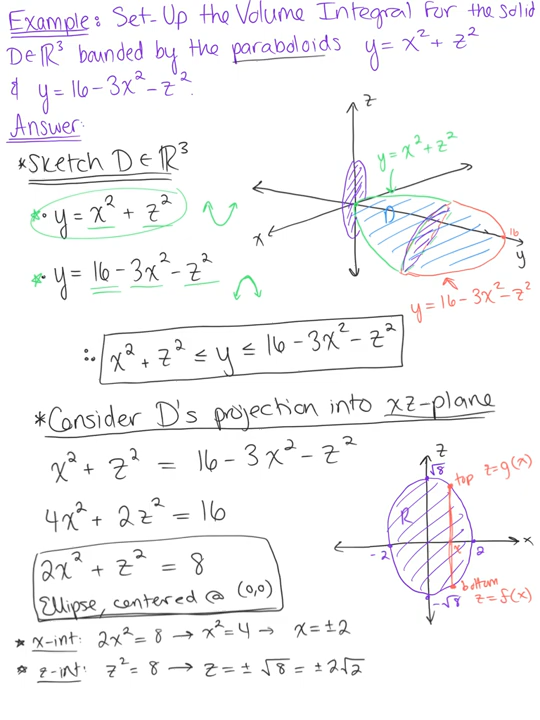 Example: Set-Up the Volume Integral for the solid
D∈ℝ³ bounded by the paraboloids y = x² + z²
& y = 16 - 3x² - z².
Answer:
*Sketch D∈ℝ³
*• y = x² + z²
*• y = 16 - 3x² - z²
z
y = x² + z²
D
x
16
y
y = 16 - 3x² - z²
∴ x² + z² ≤ y ≤ 16 - 3x² - z²
*Consider D's projection into xz-plane
x² + z² = 16 - 3x² - z²
4x² + 2z² = 16
2x² + z² = 8
Ellipse, centered @ (0,0)
* x-int: 2x² = 8 → x² = 4 → x = ±2
* z-int: z² = 8 → z = ± √8 = ± 2√2
z
√8
top z = g(x)
R
-2
x
2
x
bottom
z = f(x)
-√8